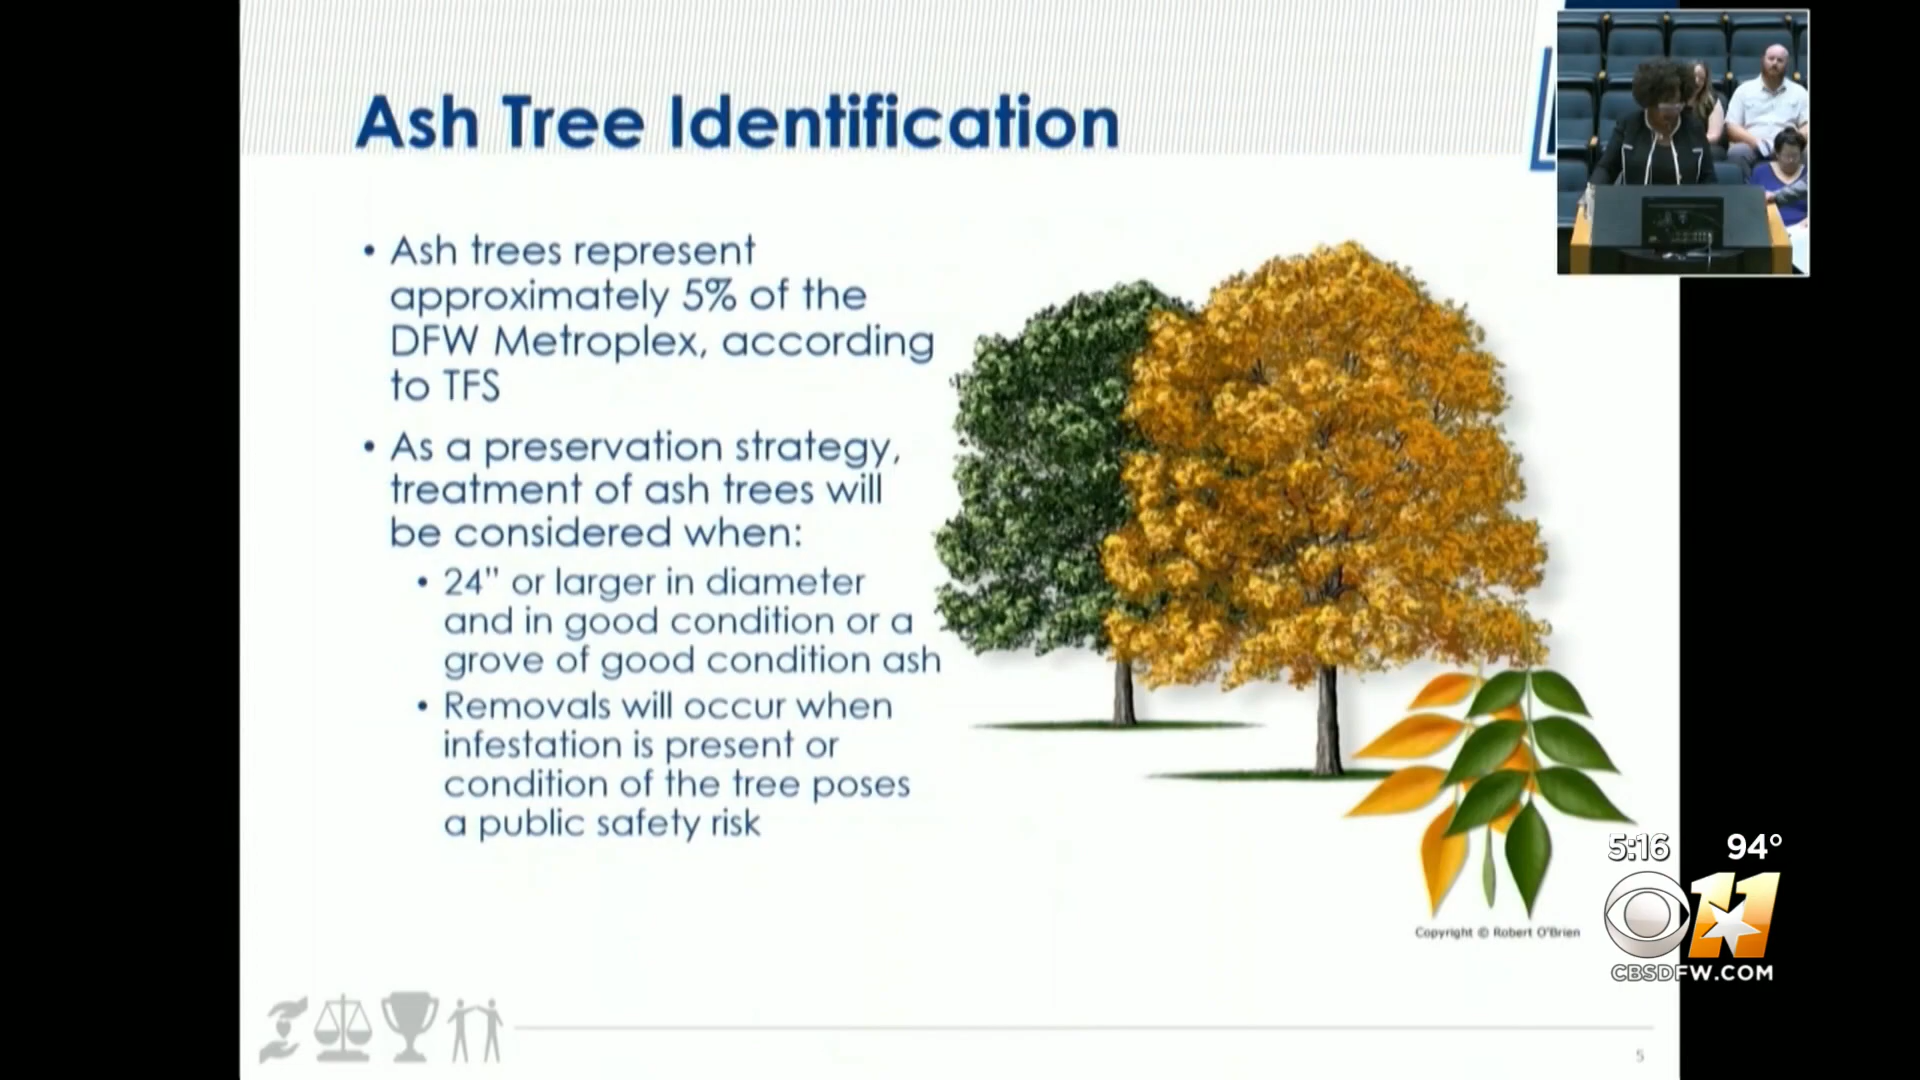 Ash Tree Identification
• Ash trees represent
approximately 5% of the
DFW Metroplex, according
to TFS
• As a preservation strategy,
treatment of ash trees will
be considered when:
• 24” or larger in diameter
and in good condition or a
grove of good condition ash
• Removals will occur when
infestation is present or
condition of the tree poses
a public safety risk
Copyright © Robert O'Brien
5:16 94°
11
CBSDFW.COM
5